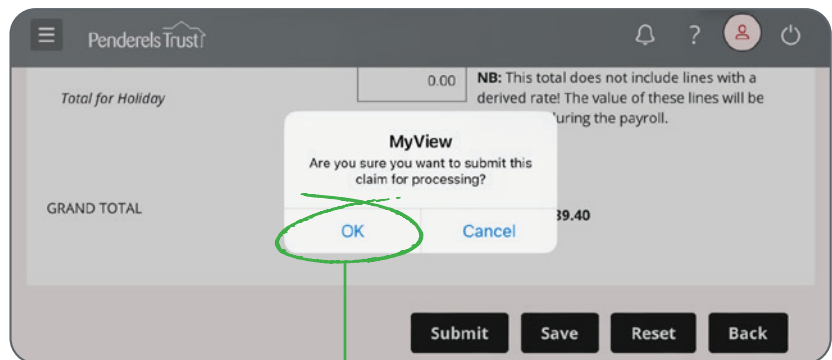 Penderels Trust
?
0.00
NB: This total does not include lines with a
Total for Holiday
derived rate! The value of these lines will be
during the payroll.
MyView
Are you sure you want to submit this
claim for processing?
GRAND TOTAL
39.40
OK Cancel
Submit Save Reset Back